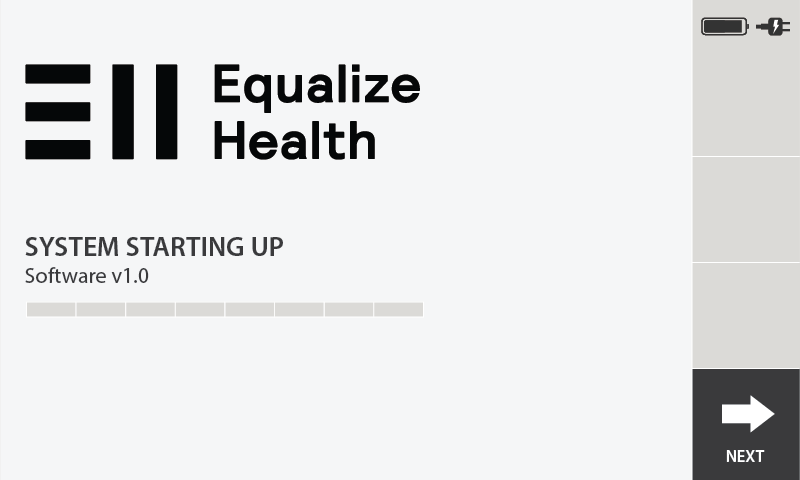 Equalize
Health
SYSTEM STARTING UP
Software v1.0
NEXT